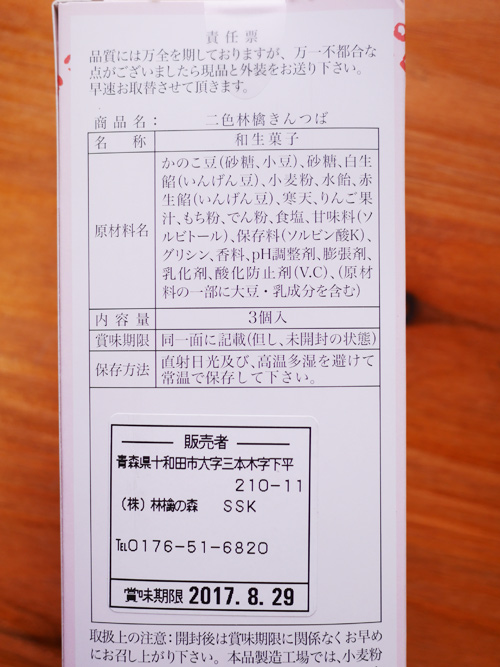 責任票
品質には万全を期しておりますが、万一不都合な
点がございましたら現品と外装をお送り下さい。
早速お取替させて頂きます。
商品名： 二色林檎きんつば
名称 和生菓子
原材料名 かのこ豆(砂糖、小豆)、砂糖、白生
餡(いんげん豆)、小麦粉、水飴、赤
生餡(いんげん豆)、寒天、りんご果
汁、もち粉、でん粉、食塩、甘味料(ソ
ルビトール)、保存料(ソルビン酸K)、
グリシン、香料、pH調整剤、膨張剤、
乳化剤、酸化防止剤(V.C)、(原材
料の一部に大豆・乳成分を含む)
内容量 3個入
賞味期限 同一面に記載(但し、未開封の状態)
保存方法 直射日光及び、高温多湿を避けて
常温で保存して下さい。
販売者
青森県十和田市大字三本木字下平
210-11
(株) 林檎の森 SSK
℡0176-51-6820
賞味期限 2017. 8. 29
取扱上の注意：開封後は賞味期限に関係なくお早め
にお召し上がり下さい。本品製造工場では、小麦粉